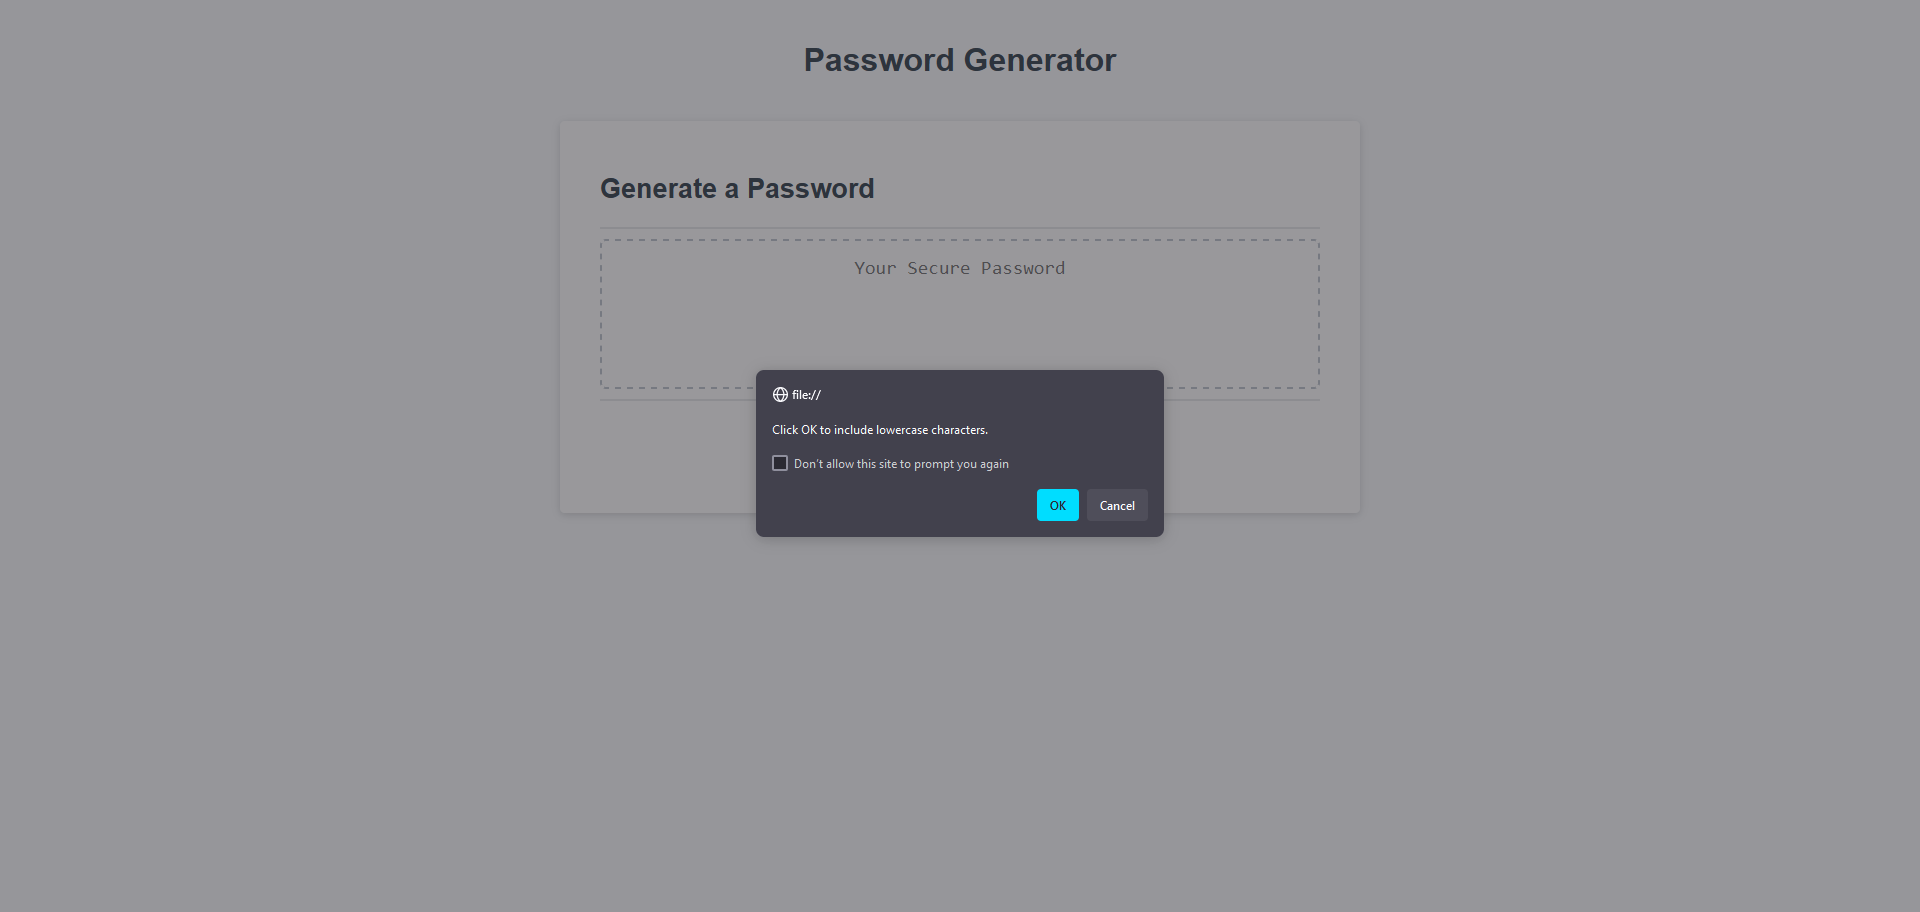 Password Generator
Generate a Password
Your Secure Password
file://
Click OK to include lowercase characters.
Don't allow this site to prompt you again
OK Cancel